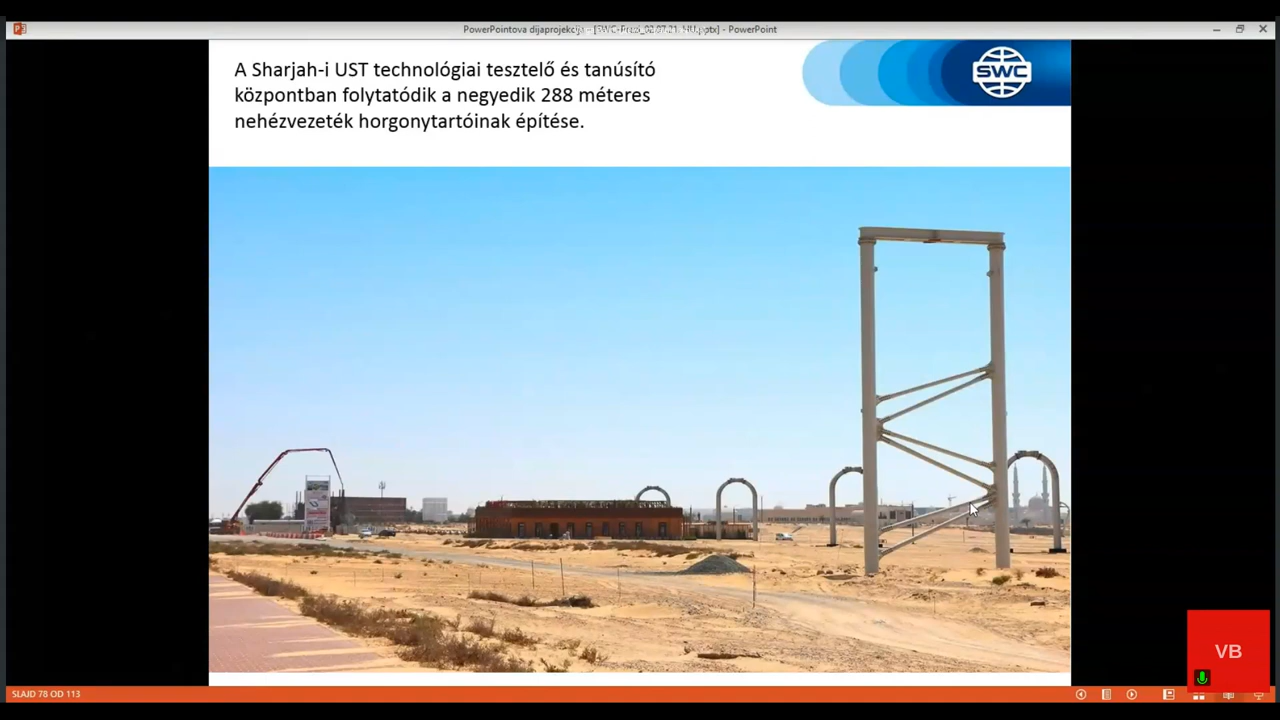 A Sharjah-i UST technológiai tesztelő és tanúsító
központban folytatódik a negyedik 288 méteres
nehézvezeték horgonytartóinak építése.
SWC
VB
SLAJD 78 OD 113